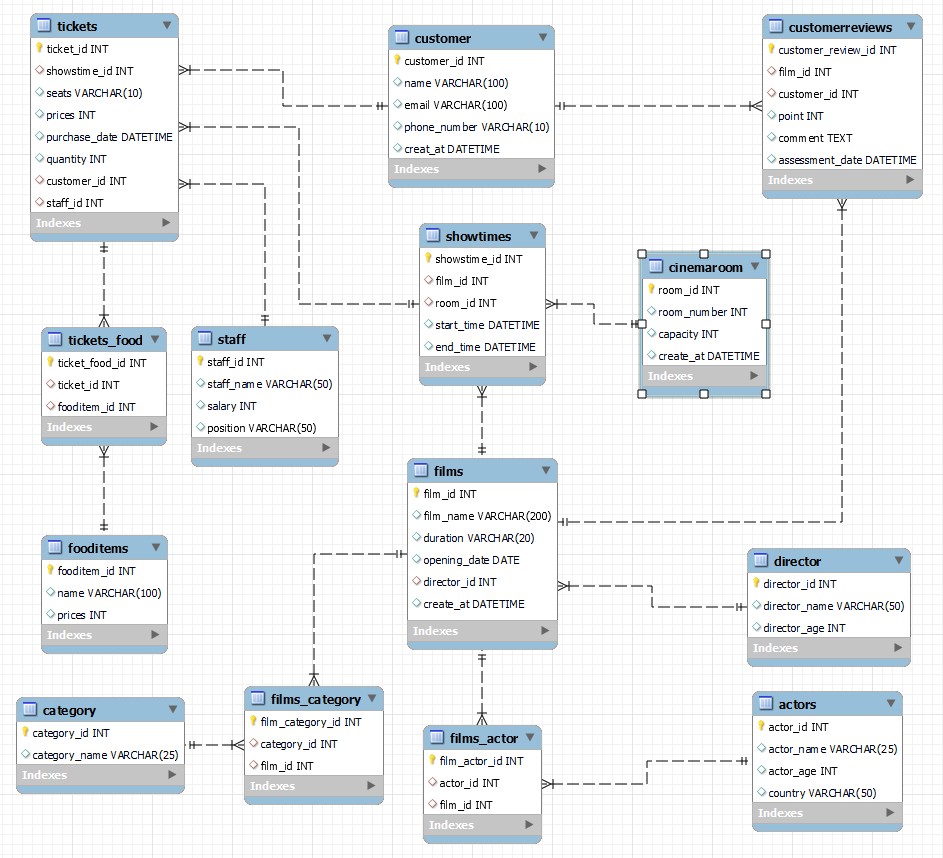 tickets
ticket_id INT
showstime_id INT
seats VARCHAR(10)
prices INT
purchase_date DATETIME
quantity INT
customer_id INT
staff_id INT
Indexes
customer
customer_id INT
name VARCHAR(100)
email VARCHAR(100)
phone_number VARCHAR(10)
creat_at DATETIME
Indexes
customerreviews
customer_review_id INT
film_id INT
customer_id INT
point INT
comment TEXT
assessment_date DATETIME
Indexes
showtimes
showstime_id INT
film_id INT
room_id INT
start_time DATETIME
end_time DATETIME
Indexes
cinemaroom
room_id INT
room_number INT
capacity INT
create_at DATETIME
Indexes
tickets_food
ticket_food_id INT
ticket_id INT
fooditem_id INT
Indexes
staff
staff_id INT
staff_name VARCHAR(50)
salary INT
position VARCHAR(50)
Indexes
films
film_id INT
film_name VARCHAR(200)
duration VARCHAR(20)
opening_date DATE
director_id INT
create_at DATETIME
Indexes
fooditems
fooditem_id INT
name VARCHAR(100)
prices INT
Indexes
director
director_id INT
director_name VARCHAR(50)
director_age INT
Indexes
category
category_id INT
category_name VARCHAR(25)
Indexes
films_category
film_category_id INT
category_id INT
film_id INT
Indexes
films_actor
film_actor_id INT
actor_id INT
film_id INT
Indexes
actors
actor_id INT
actor_name VARCHAR(25)
actor_age INT
country VARCHAR(50)
Indexes